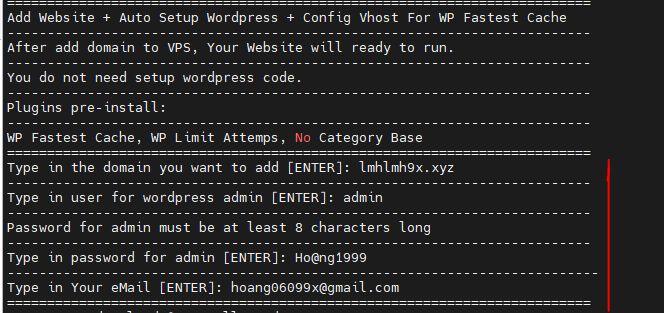 Add Website + Auto Setup Wordpress + Config Vhost For WP Fastest Cache
After add domain to VPS, Your Website will ready to run.
You do not need setup wordpress code.
Plugins pre-install:
WP Fastest Cache, WP Limit Attemps, No Category Base
Type in the domain you want to add [ENTER]: lmhlmh9x.xyz
Type in user for wordpress admin [ENTER]: admin
Password for admin must be at least 8 characters long
Type in password for admin [ENTER]: Ho@ng1999
Type in Your eMail [ENTER]: hoang06099x@gmail.com